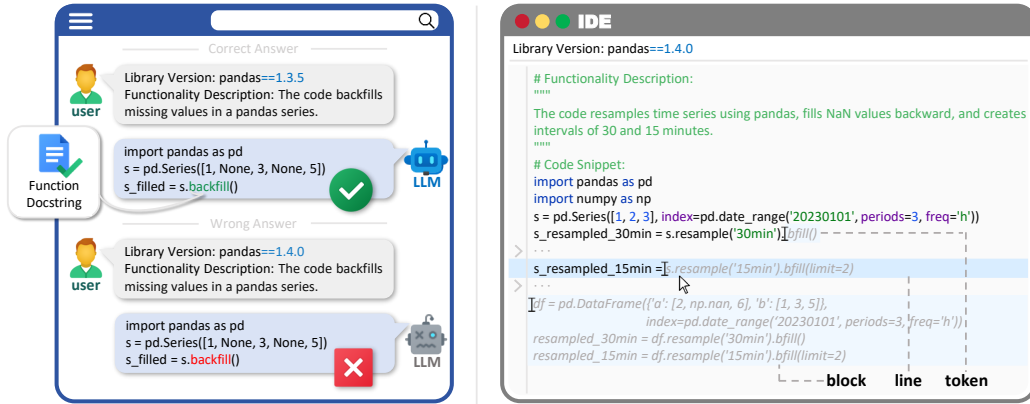 Correct Answer
Library Version: pandas==1.3.5
Functionality Description: The code backfills
missing values in a pandas series.
user
Function
Docstring
import pandas as pd
s = pd.Series([1, None, 3, None, 5])
s_filled = s.backfill()
LLM
Wrong Answer
Library Version: pandas==1.4.0
Functionality Description: The code backfills
missing values in a pandas series.
user
import pandas as pd
s = pd.Series([1, None, 3, None, 5])
s_filled = s.backfill()
LLM
IDE
Library Version: pandas==1.4.0
# Functionality Description:
"""
The code resamples time series using pandas, fills NaN values backward, and creates
intervals of 30 and 15 minutes.
"""
# Code Snippet:
import pandas as pd
import numpy as np
s = pd.Series([1, 2, 3], index=pd.date_range('20230101', periods=3, freq='h'))
s_resampled_30min = s.resample('30min').bfill()
. . .
s_resampled_15min = s.resample('15min').bfill(limit=2)
. . .
df = pd.DataFrame({'a': [2, np.nan, 6], 'b': [1, 3, 5]},
index=pd.date_range('20230101', periods=3, freq='h'))
resampled_30min = df.resample('30min').bfill()
resampled_15min = df.resample('15min').bfill(limit=2)
block line token